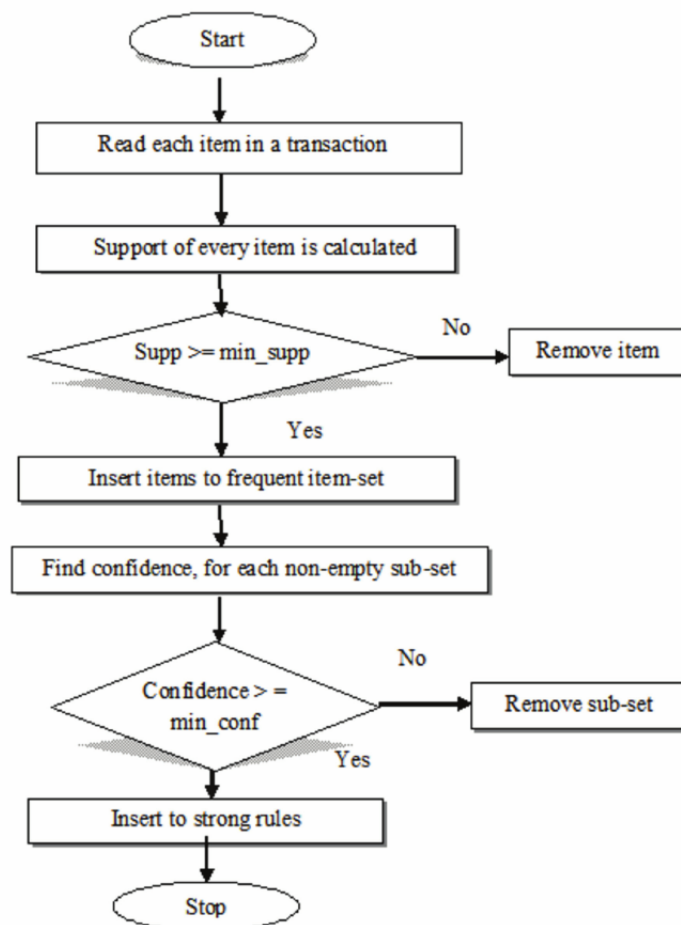 Start
Read each item in a transaction
Support of every item is calculated
Supp >= min_supp
No
Remove item
Yes
Insert items to frequent item-set
Find confidence, for each non-empty sub-set
No
Confidence > =
min_conf
Remove sub-set
Yes
Insert to strong rules
Stop